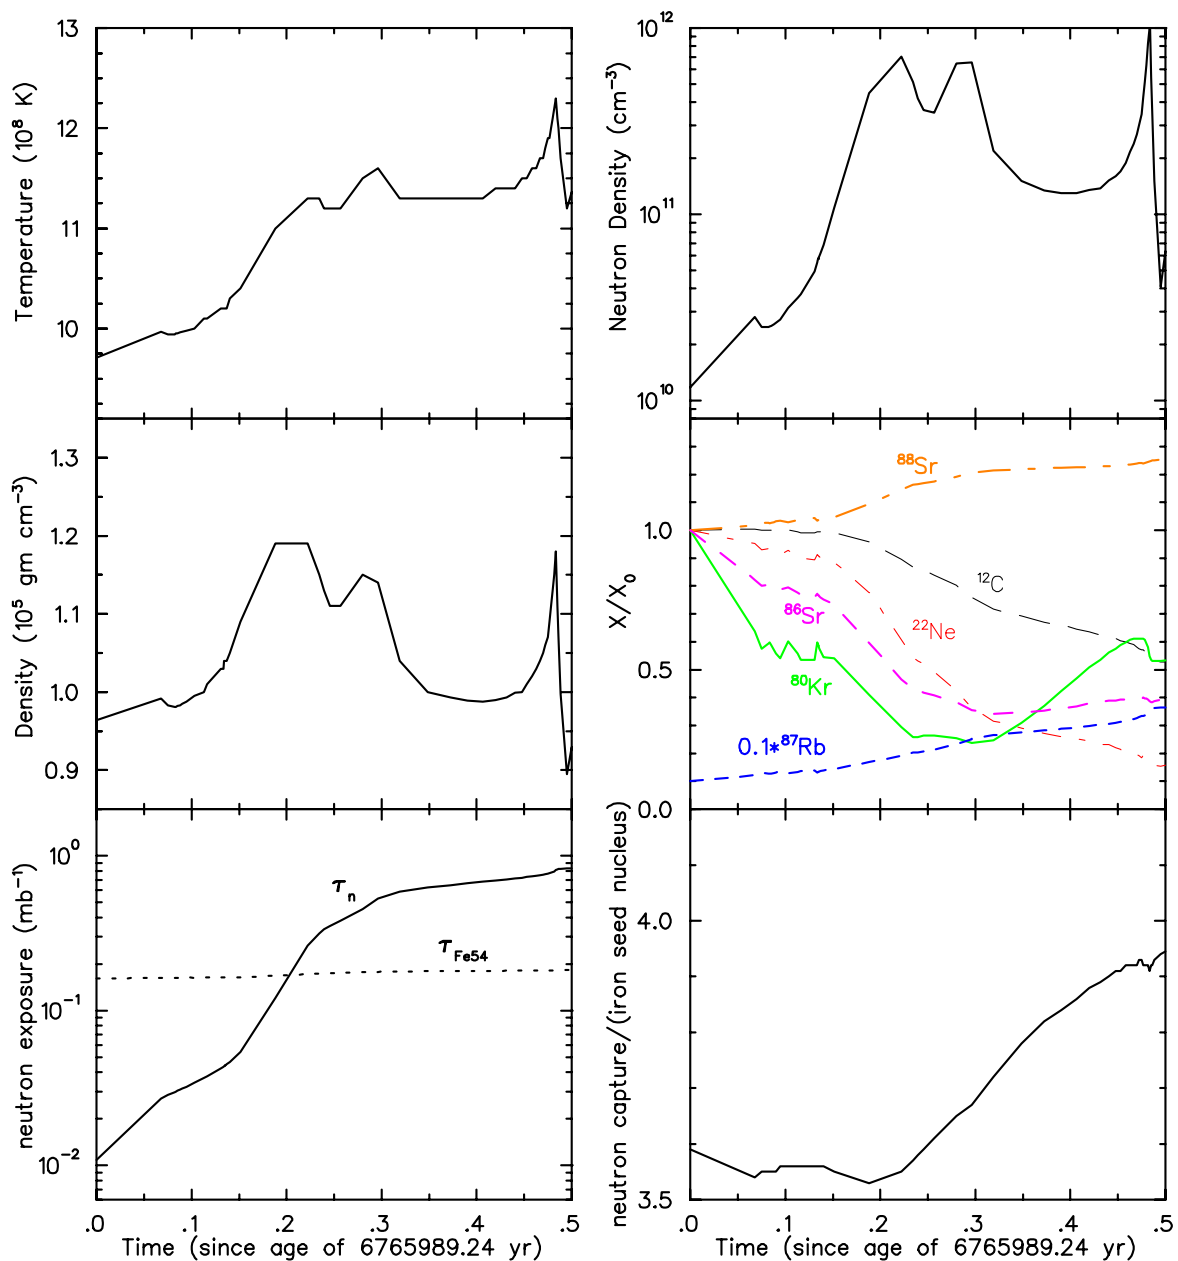 13
12
11
10
Temperature (10⁸ K)
10¹²
10¹¹
10¹⁰
Neutron Density (cm⁻³)
1.3
1.2
1.1
1.0
0.9
Density (10⁵ gm cm⁻³)
1.0
0.5
0.0
X/X₀
⁸⁸Sr
¹²C
⁸⁶Sr
²²Ne
⁸⁰Kr
0.1*⁸⁷Rb
10⁰
10⁻¹
10⁻²
neutron exposure (mb⁻¹)
τₙ
τ_Fe54
.0 .1 .2 .3 .4 .5
Time (since age of 6765989.24 yr)
4.0
3.5
neutron capture/(iron seed nucleus)
.0 .1 .2 .3 .4 .5
Time (since age of 6765989.24 yr)